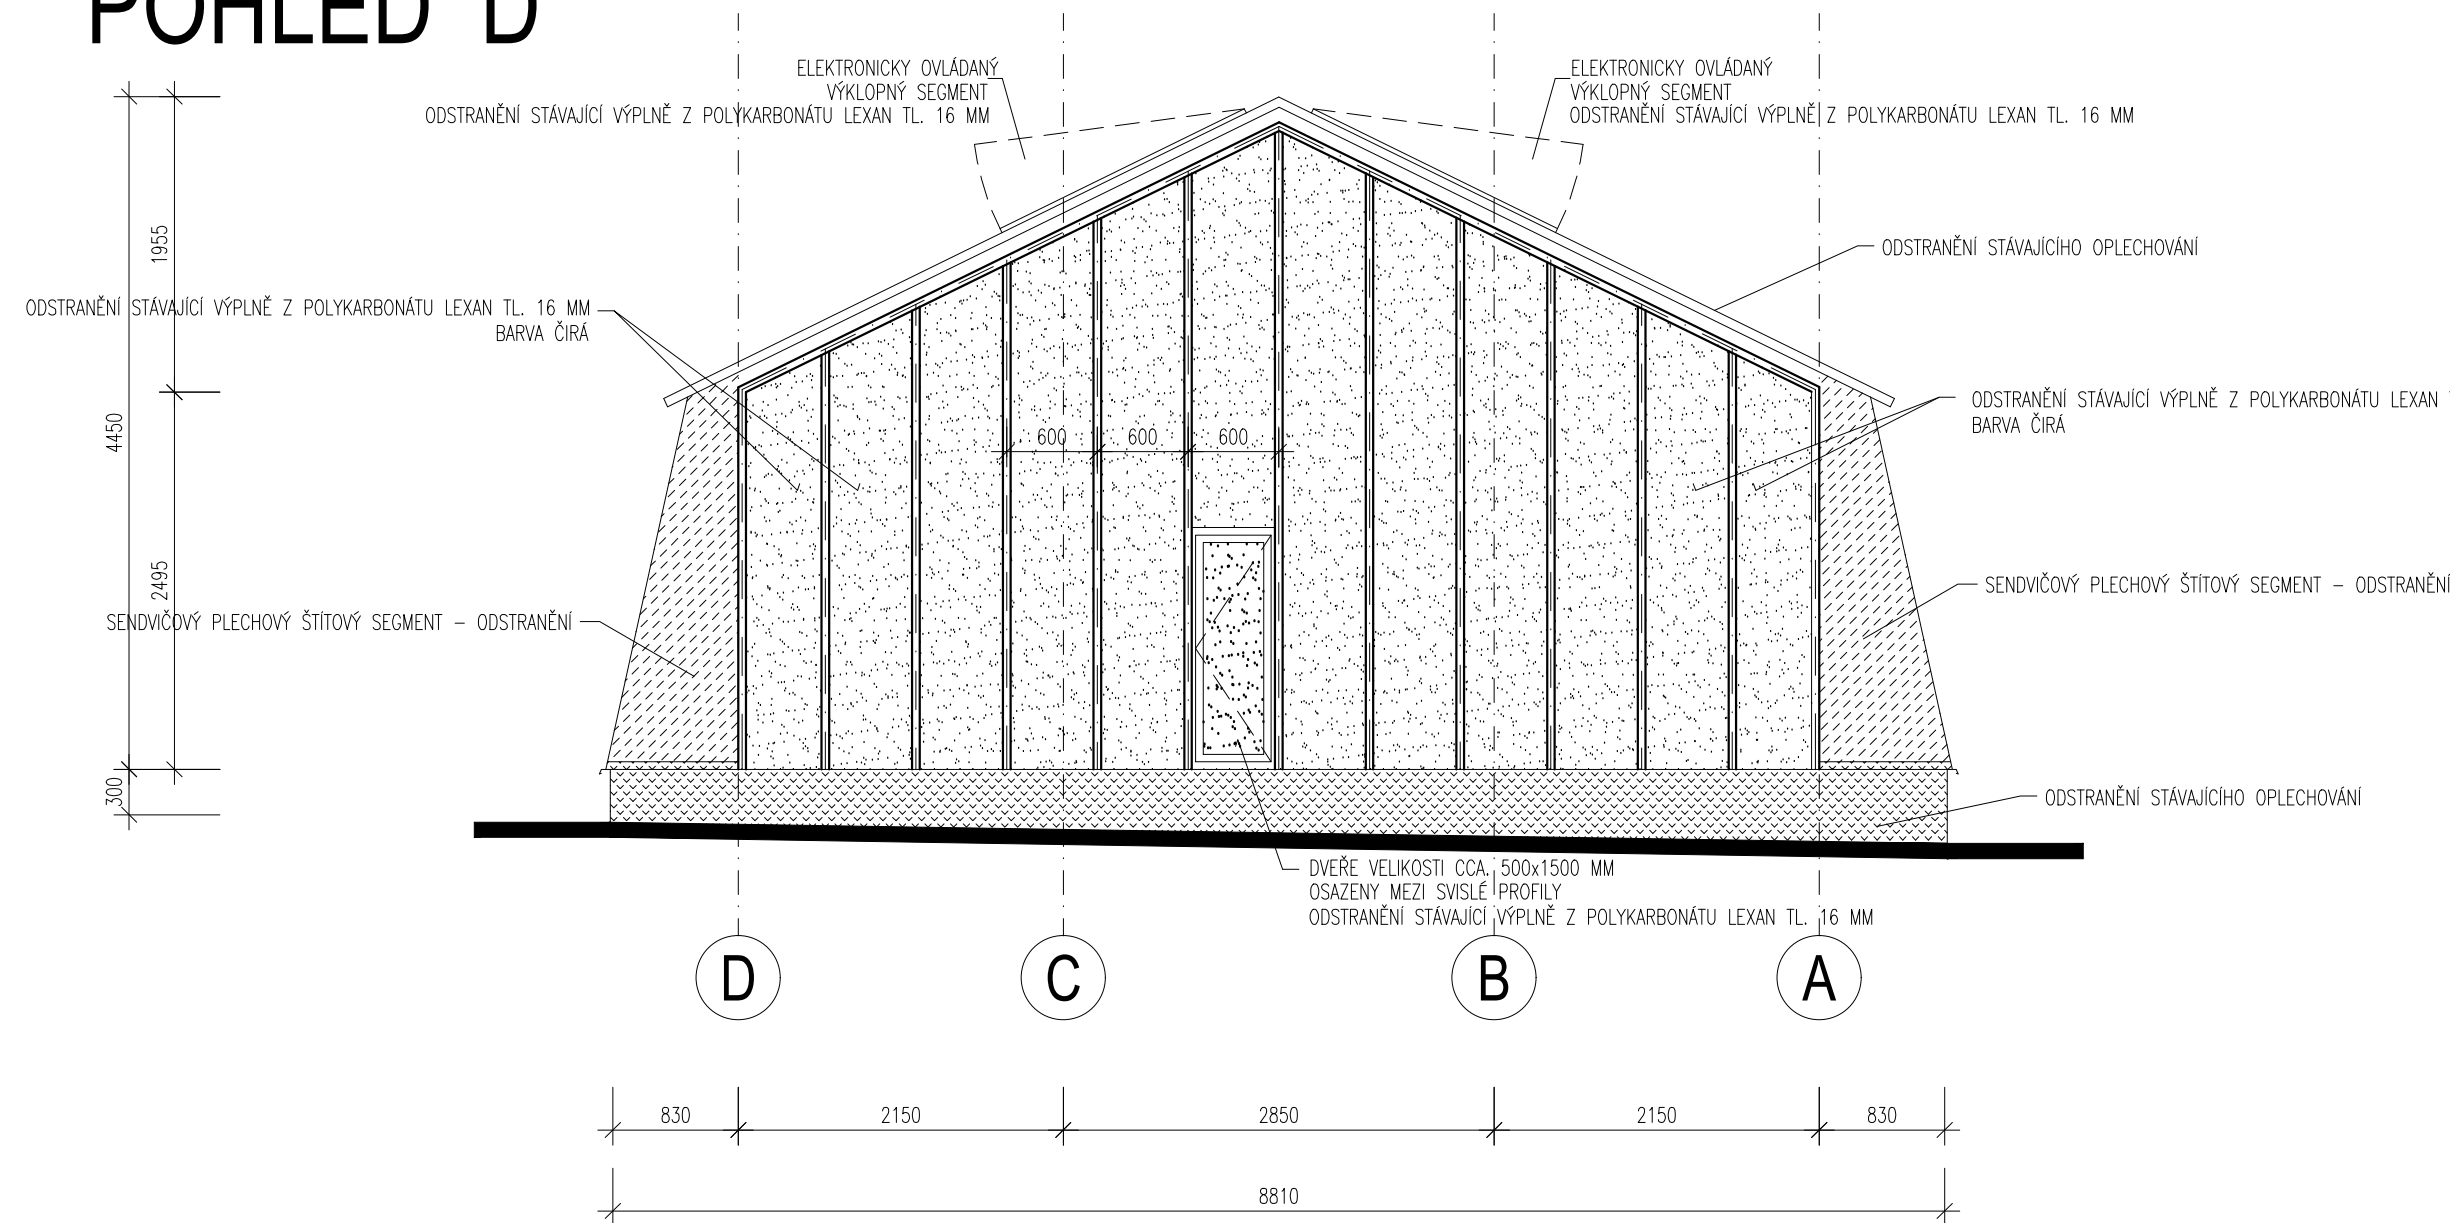 POHLED D
ELEKTRONICKY OVLÁDANÝ
VÝKLOPNÝ SEGMENT
ODSTRANĚNÍ STÁVAJÍCÍ VÝPLNĚ Z POLYKARBONÁTU LEXAN TL. 16 MM
ELEKTRONICKY OVLÁDANÝ
VÝKLOPNÝ SEGMENT
ODSTRANĚNÍ STÁVAJÍCÍ VÝPLNĚ Z POLYKARBONÁTU LEXAN TL. 16 MM
1955
ODSTRANĚNÍ STÁVAJÍCÍHO OPLECHOVÁNÍ
ODSTRANĚNÍ STÁVAJÍCÍ VÝPLNĚ Z POLYKARBONÁTU LEXAN TL. 16 MM
BARVA ČIRÁ
ODSTRANĚNÍ STÁVAJÍCÍ VÝPLNĚ Z POLYKARBONÁTU LEXAN
BARVA ČIRÁ
4450
600
600
600
2495
SENDVIČOVÝ PLECHOVÝ ŠTÍTOVÝ SEGMENT – ODSTRANĚNÍ
SENDVIČOVÝ PLECHOVÝ ŠTÍTOVÝ SEGMENT – ODSTRANĚNÍ
300
ODSTRANĚNÍ STÁVAJÍCÍHO OPLECHOVÁNÍ
DVEŘE VELIKOSTI CCA. 500x1500 MM
OSAZENY MEZI SVISLÉ PROFILY
ODSTRANĚNÍ STÁVAJÍCÍ VÝPLNĚ Z POLYKARBONÁTU LEXAN TL. 16 MM
D
C
B
A
830
2150
2850
2150
830
8810